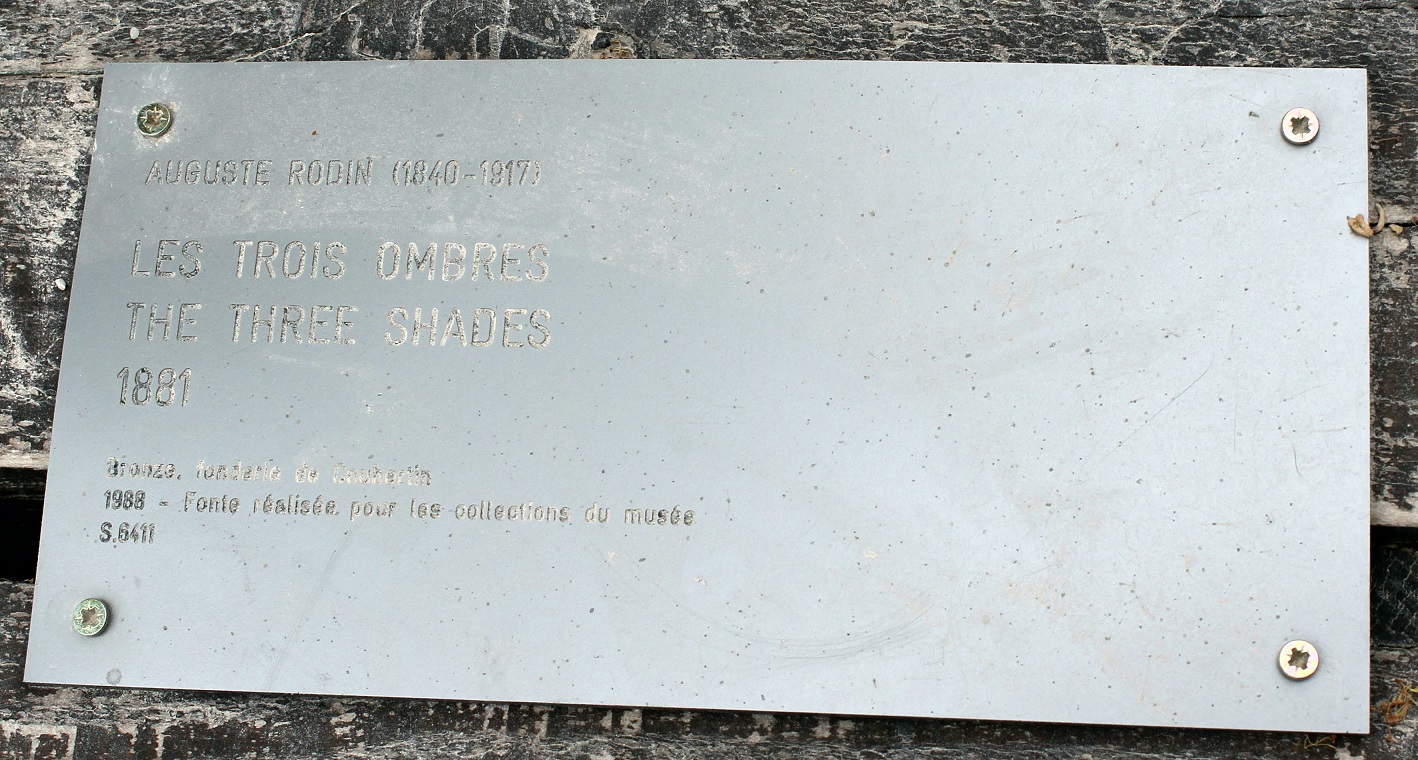 AUGUSTE RODIN (1840-1917)
LES TROIS OMBRES
THE THREE SHADES
1881
Bronze, fonderie de Coubertin
1988 - Fonte réalisée pour les collections du musée
S.6411